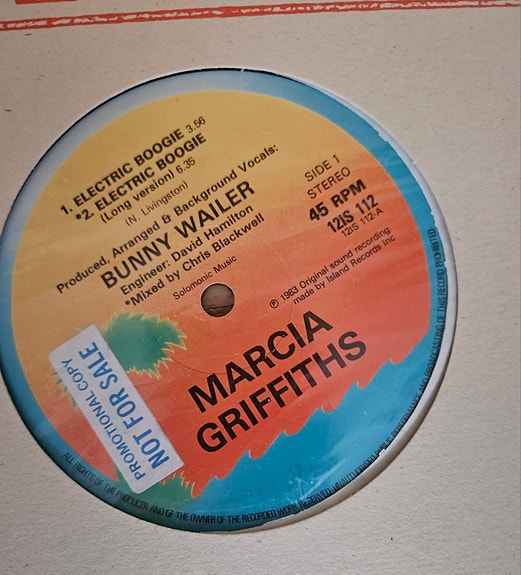 1. ELECTRIC BOOGIE 3.56
*2. ELECTRIC BOOGIE
(Long version) 6.35
(N. Livingston)
Produced, Arranged & Background Vocals:
BUNNY WAILER
Engineer: David Hamilton
*Mixed by Chris Blackwell
Solomonic Music
SIDE 1
STEREO
45 RPM
12IS 112
12IS 112-A
℗ 1983 Original sound recording
made by Island Records Inc
MARCIA
GRIFFITHS
PROMOTIONAL COPY
NOT FOR SALE
ALL RIGHTS OF THE PRODUCER AND OF THE OWNER OF THE RECORDED WORK RESERVED. OF THIS RECORD PROHIBITED